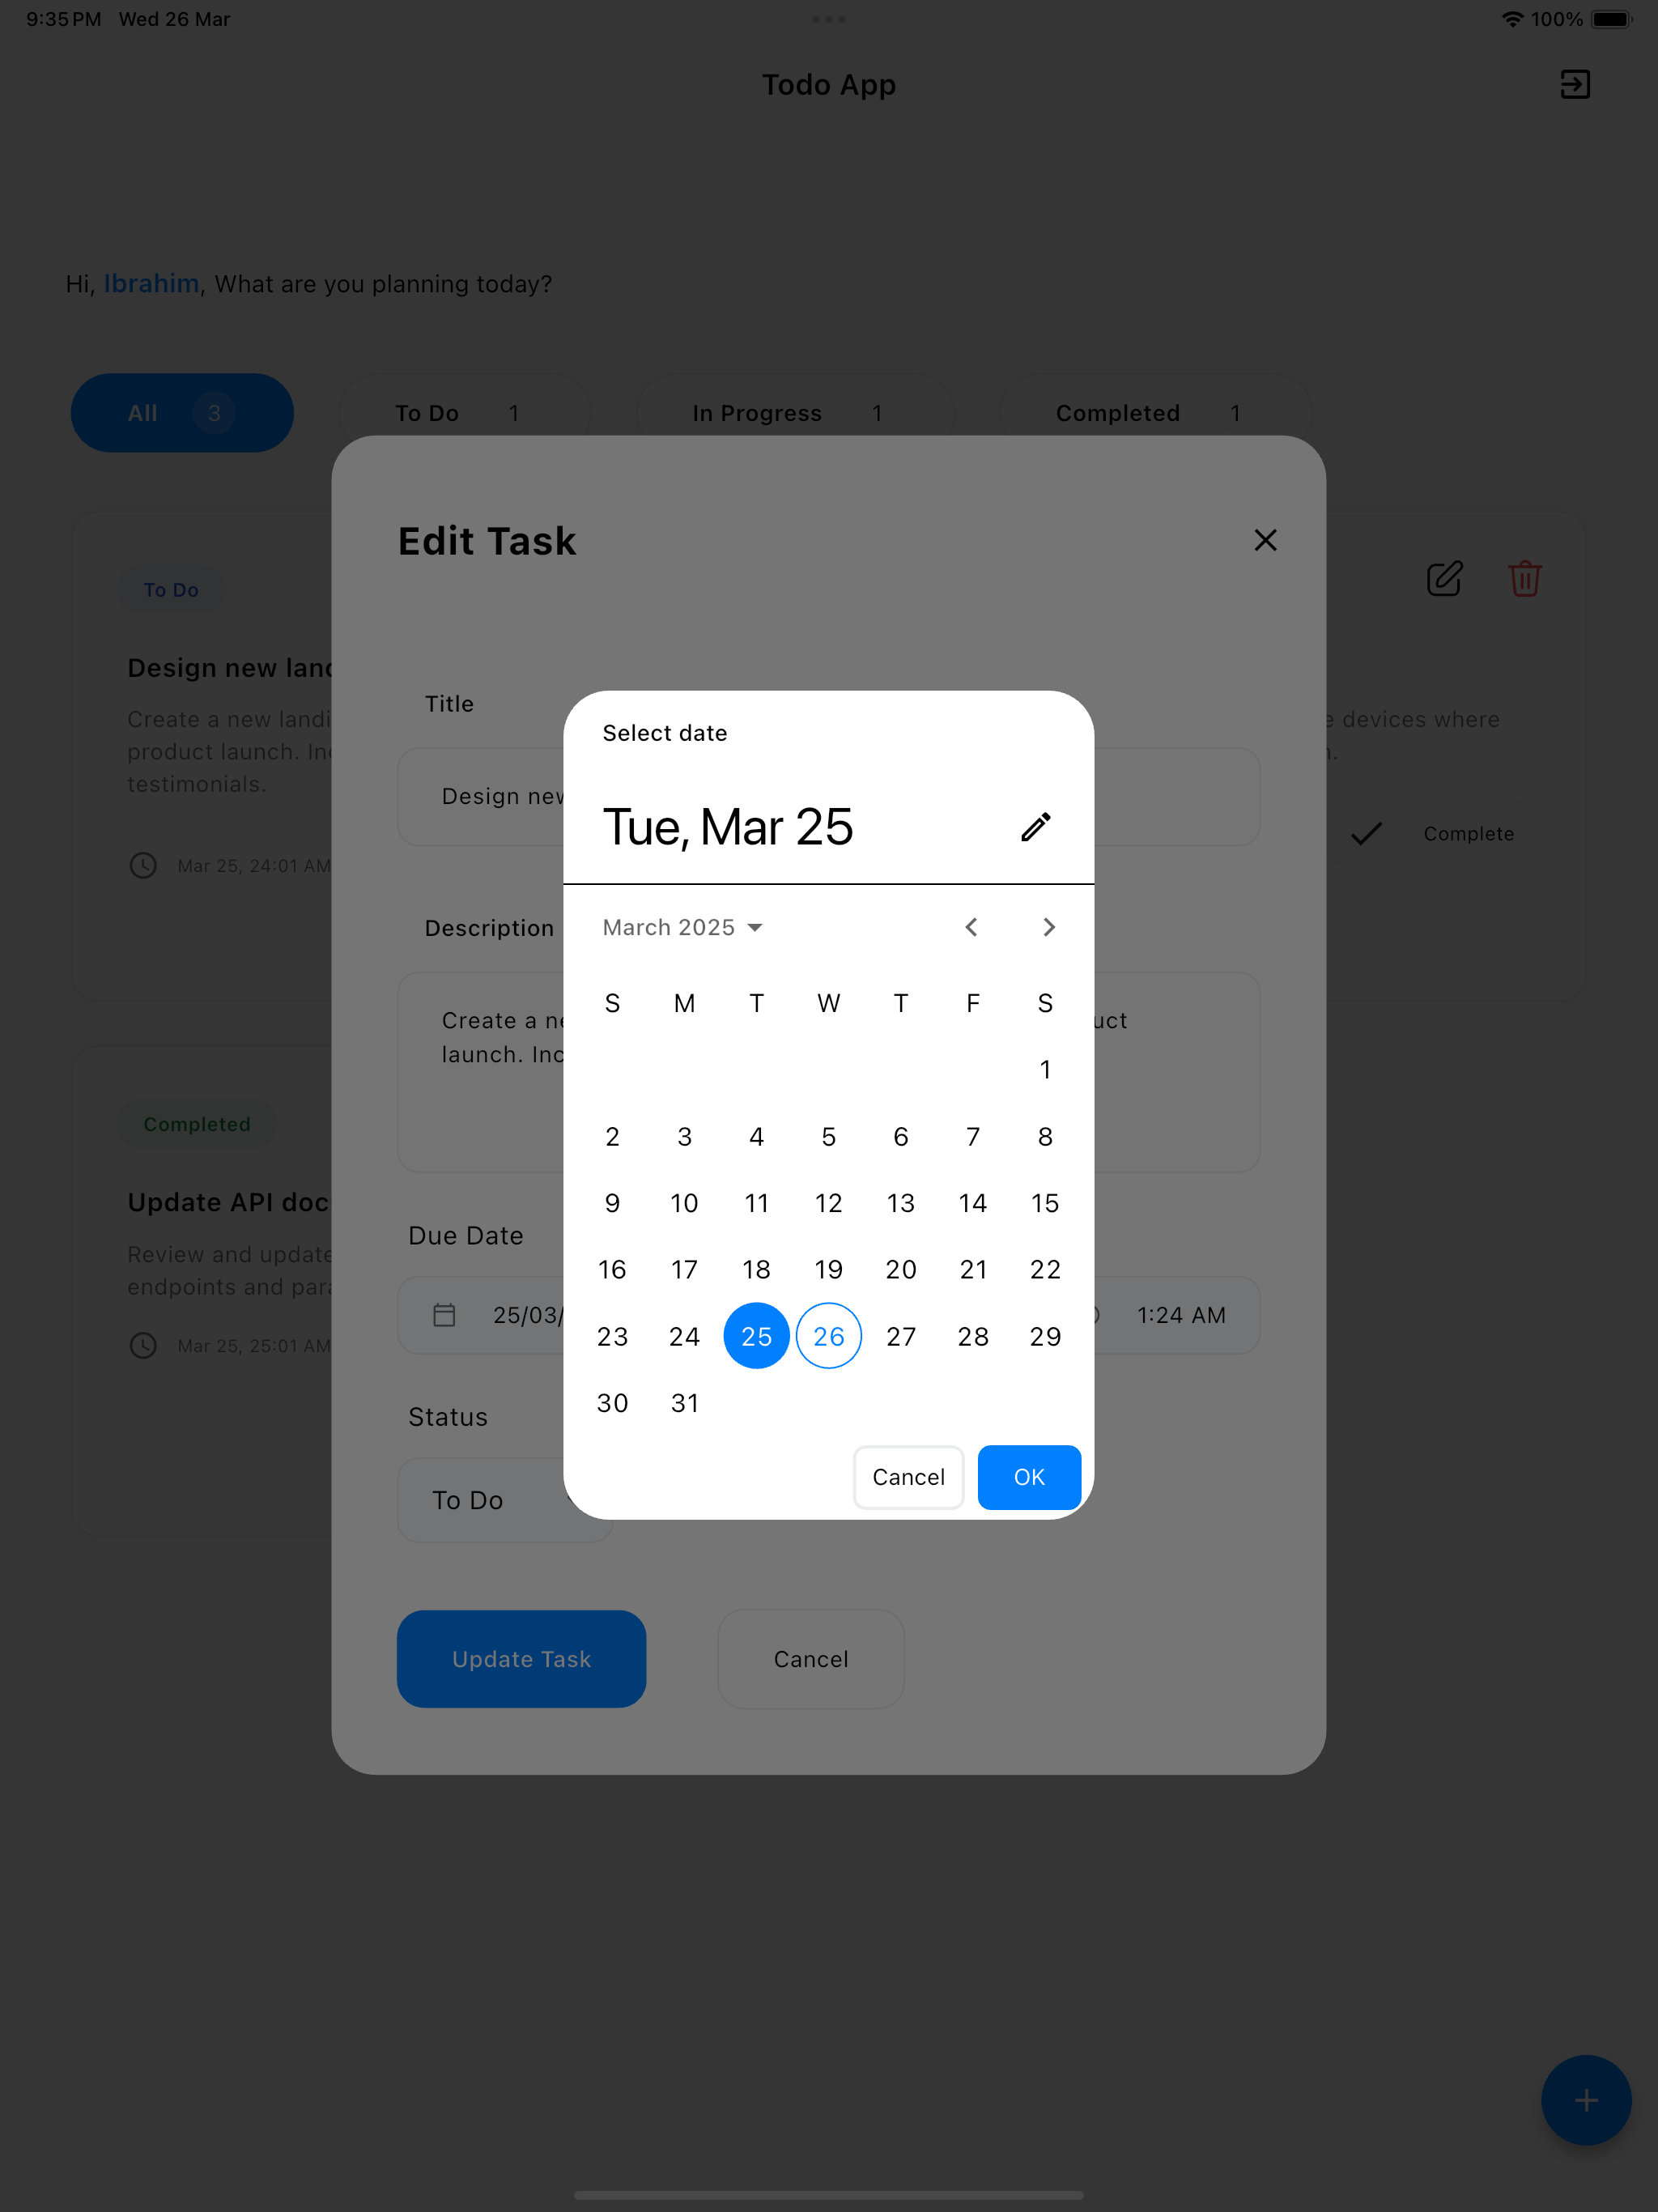 9:35 PM Wed 26 Mar 100%
Todo App
Hi, Ibrahim, What are you planning today?
All 3 To Do 1 In Progress 1 Completed 1
Edit Task
To Do
Design new land
Create a new landi
product launch. Inc
testimonials.
Mar 25, 24:01 AM
devices where
Complete
Completed
Update API doc
Review and update
endpoints and para
Mar 25, 25:01 AM
Title
Design new
Description
Create a ne uct
launch. Inc
Due Date
25/03/ 1:24 AM
Status
To Do
Update Task Cancel
Select date
Tue, Mar 25
March 2025
S M T W T F S
1
2 3 4 5 6 7 8
9 10 11 12 13 14 15
16 17 18 19 20 21 22
23 24 25 26 27 28 29
30 31
Cancel OK